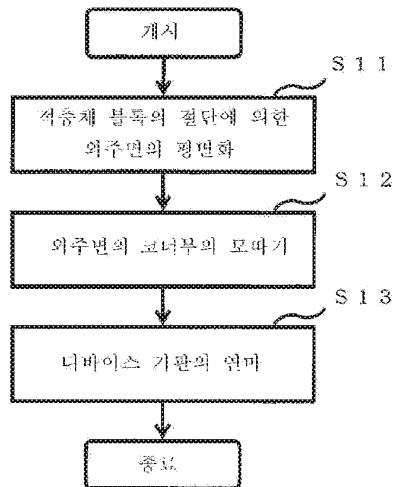 개시
S11
적층체 블록의 절단에 의한
외주면의 평면화
S12
외주면의 코너부의 모따기
S13
디바이스 기판의 연마
종료